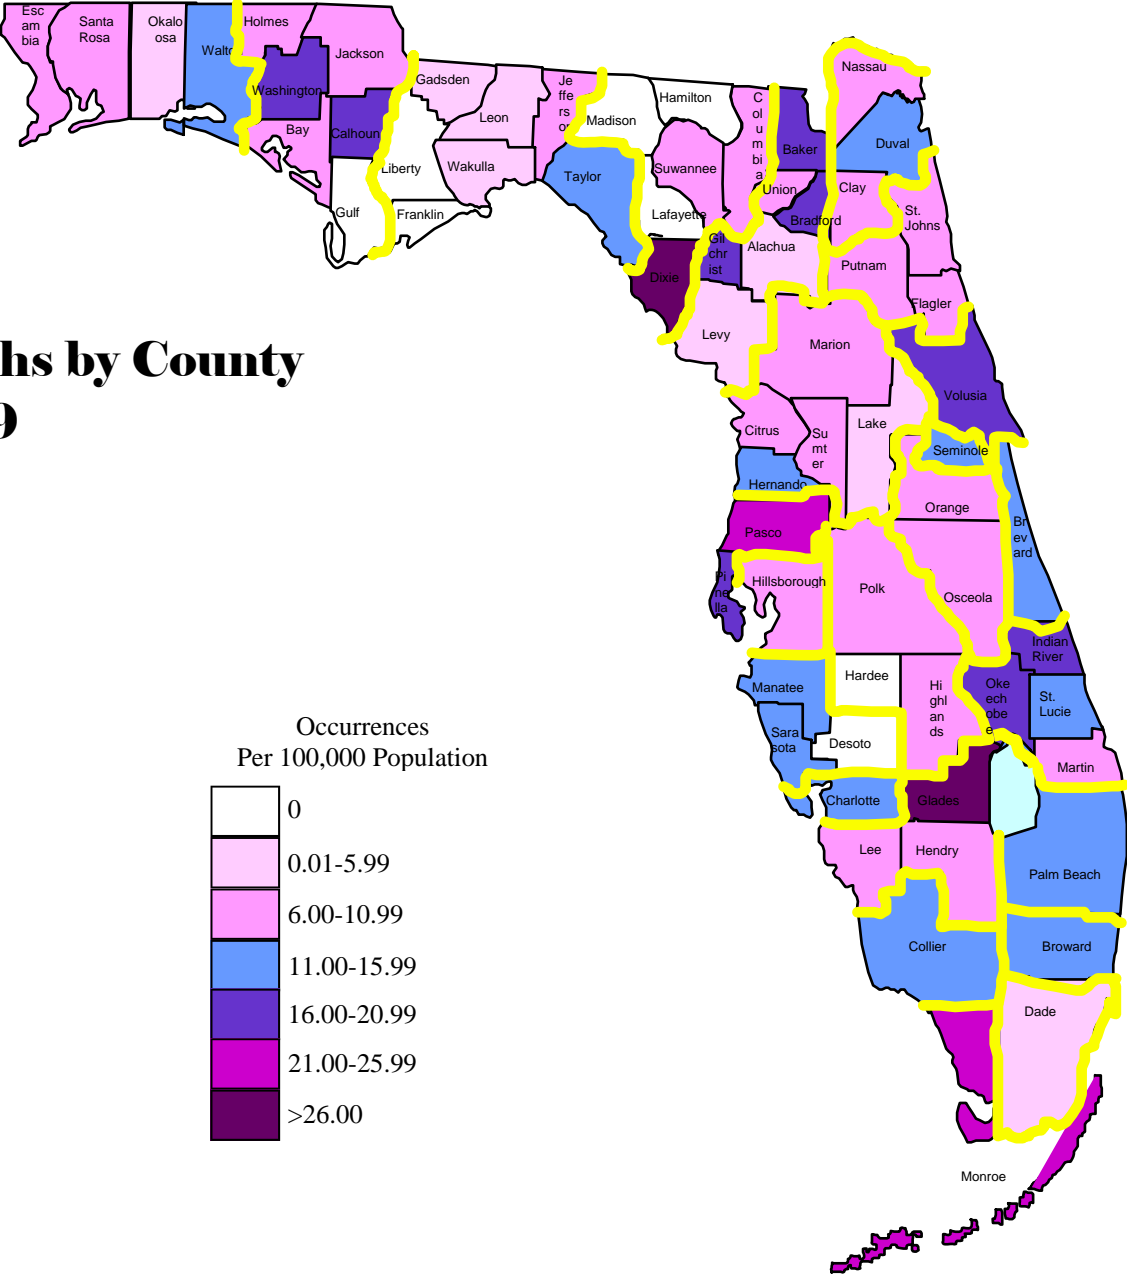 Esc
am
bia
Santa
Rosa
Okalo
osa
Walto
Holmes
Washington
Jackson
Bay
Calhoun
Gulf
Gadsden
Liberty
Franklin
Leon
Wakulla
Je
ffe
rs
on
Madison
Taylor
Hamilton
Suwannee
Lafayette
Dixie
C
ol
u
m
bi
a
Baker
Union
Bradford
Gil
chr
ist
Alachua
Levy
Nassau
Duval
Clay
St.
Johns
Putnam
Flagler
Marion
Volusia
Citrus
Su
mt
er
Lake
Seminole
Hernando
Orange
Br
ev
ard
Pasco
Pi
ne
lla
Hillsborough
Polk
Osceola
Indian
River
Manatee
Hardee
Hi
ghl
an
ds
Oke
ech
obe
e
St.
Lucie
Sara
sota
Desoto
Martin
Charlotte
Glades
Lee
Hendry
Palm Beach
Collier
Broward
Dade
Monroe
hs by County
9
Occurrences
Per 100,000 Population
0
0.01-5.99
6.00-10.99
11.00-15.99
16.00-20.99
21.00-25.99
>26.00